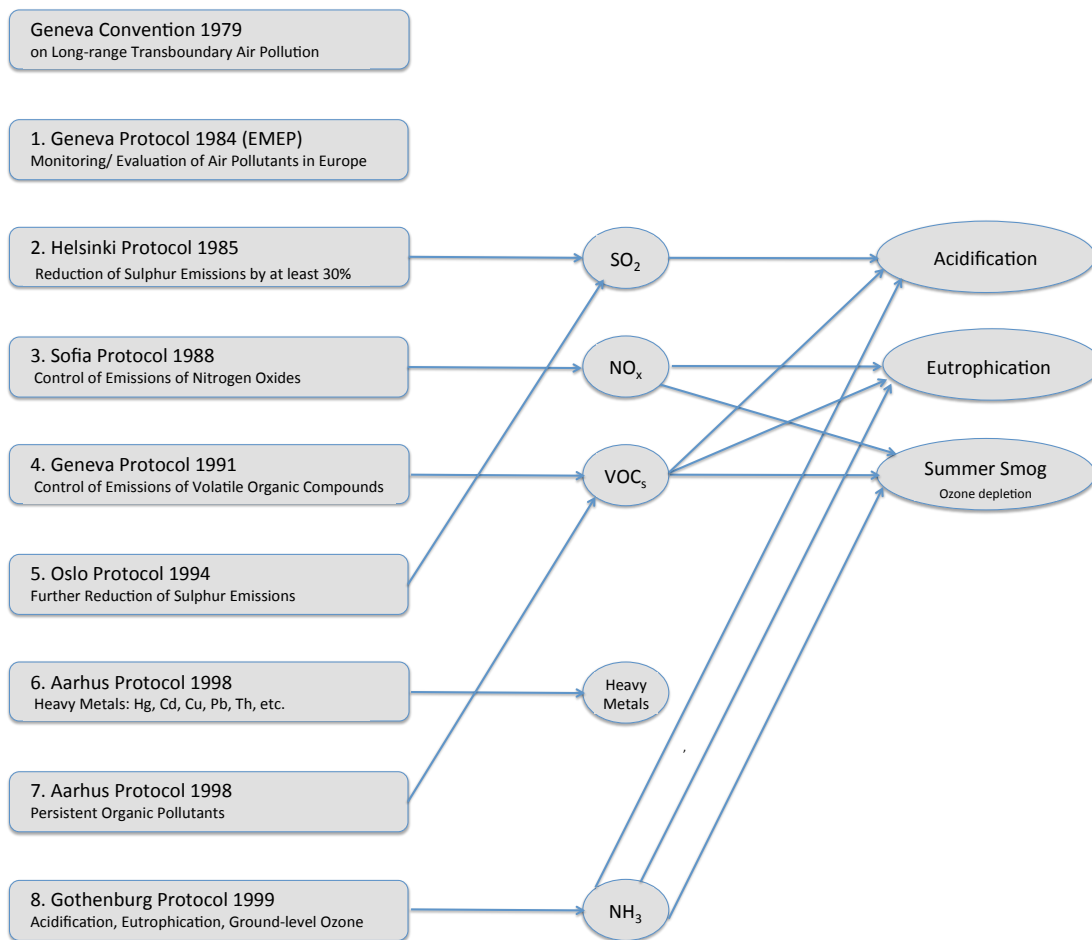 Geneva Convention 1979
on Long-range Transboundary Air Pollution
1. Geneva Protocol 1984 (EMEP)
Monitoring/ Evaluation of Air Pollutants in Europe
2. Helsinki Protocol 1985
Reduction of Sulphur Emissions by at least 30%
3. Sofia Protocol 1988
Control of Emissions of Nitrogen Oxides
4. Geneva Protocol 1991
Control of Emissions of Volatile Organic Compounds
5. Oslo Protocol 1994
Further Reduction of Sulphur Emissions
6. Aarhus Protocol 1998
Heavy Metals: Hg, Cd, Cu, Pb, Th, etc.
7. Aarhus Protocol 1998
Persistent Organic Pollutants
8. Gothenburg Protocol 1999
Acidification, Eutrophication, Ground-level Ozone
SO₂
NOₓ
VOCₛ
Heavy
Metals
,
NH₃
Acidification
Eutrophication
Summer Smog
Ozone depletion